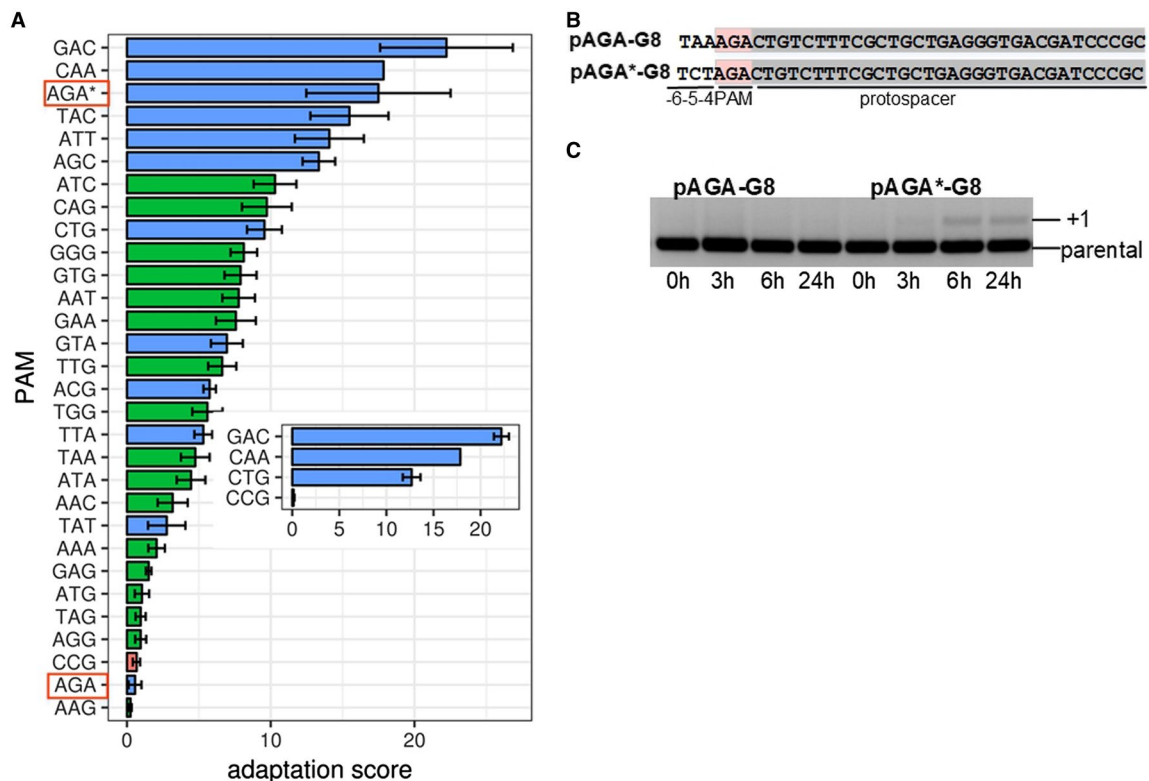 A
PAM
GAC
CAA
AGA*
TAC
ATT
AGC
ATC
CAG
CTG
GGG
GTG
AAT
GAA
GTA
TTG
ACG
TGG
TTA
TAA
ATA
AAC
TAT
AAA
GAG
ATG
TAG
AGG
CCG
AGA
AAG
0 10 20
adaptation score
GAC
CAA
CTG
CCG
0 5 10 15 20
B
pAGA-G8 TAAAGACTGTCTTTCGCTGCTGAGGGTGACGATCCCGC
pAGA*-G8 TCTAGACTGTCTTTCGCTGCTGAGGGTGACGATCCCGC
-6-5-4PAM protospacer
C
pAGA-G8 pAGA*-G8
+1
parental
0h 3h 6h 24h 0h 3h 6h 24h